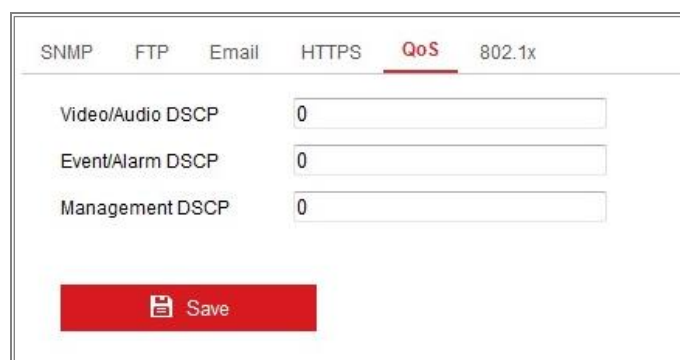 SNMP FTP Email HTTPS QoS 802.1x
Video/Audio DSCP 0
Event/Alarm DSCP 0
Management DSCP 0
Save